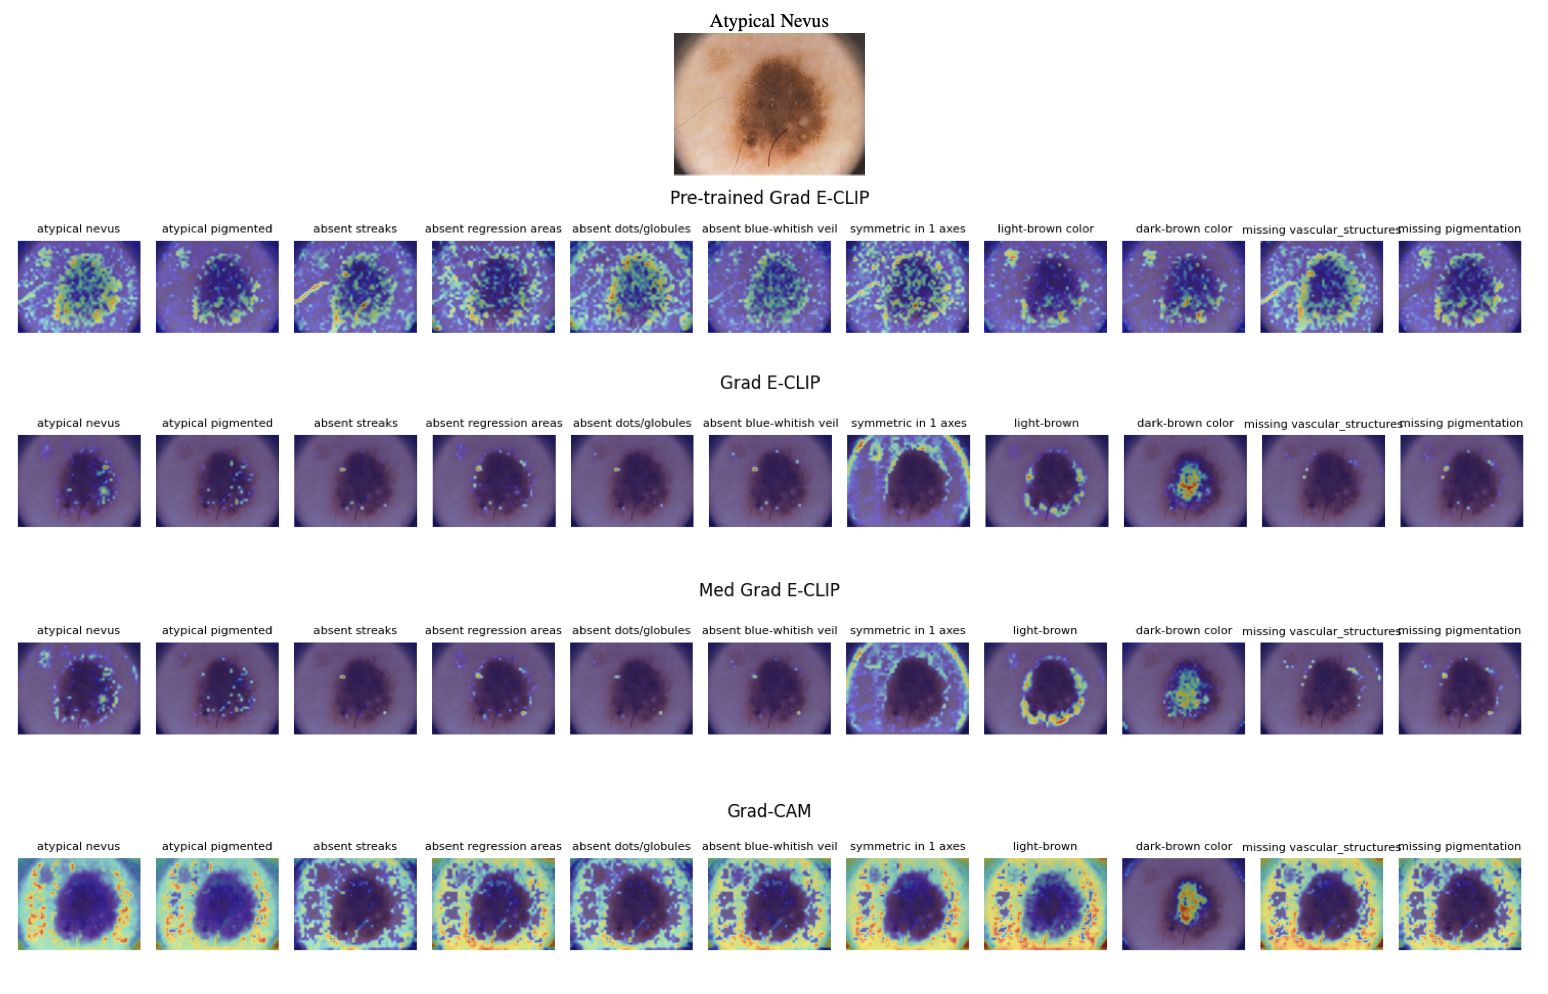 Atypical Nevus
Pre-trained Grad E-CLIP
atypical nevus atypical pigmented absent streaks absent regression areas absent dots/globules absent blue-whitish veil symmetric in 1 axes light-brown color dark-brown color missing vascular_structures missing pigmentation
Grad E-CLIP
atypical nevus atypical pigmented absent streaks absent regression areas absent dots/globules absent blue-whitish veil symmetric in 1 axes light-brown dark-brown color missing vascular_structures missing pigmentation
Med Grad E-CLIP
atypical nevus atypical pigmented absent streaks absent regression areas absent dots/globules absent blue-whitish veil symmetric in 1 axes light-brown dark-brown color missing vascular_structures missing pigmentation
Grad-CAM
atypical nevus atypical pigmented absent streaks absent regression areas absent dots/globules absent blue-whitish veil symmetric in 1 axes light-brown dark-brown color missing vascular_structures missing pigmentation